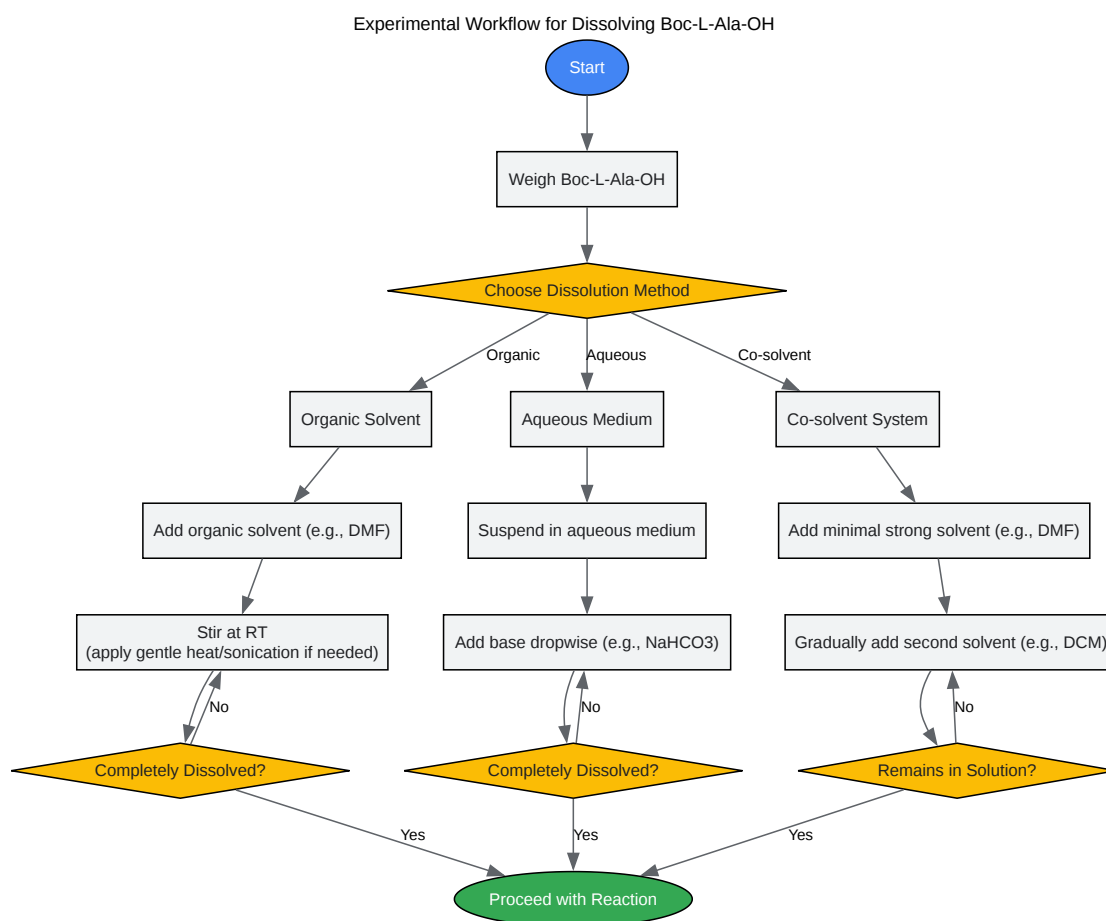 Experimental Workflow for Dissolving Boc-L-Ala-OH
Start
Weigh Boc-L-Ala-OH
Choose Dissolution Method
Organic
Aqueous
Co-solvent
Organic Solvent
Aqueous Medium
Co-solvent System
Add organic solvent (e.g., DMF)
Suspend in aqueous medium
Add minimal strong solvent (e.g., DMF)
Stir at RT
(apply gentle heat/sonication if needed)
Add base dropwise (e.g., NaHCO3)
Gradually add second solvent (e.g., DCM)
No
No
No
Completely Dissolved?
Completely Dissolved?
Remains in Solution?
Yes
Yes
Yes
Proceed with Reaction